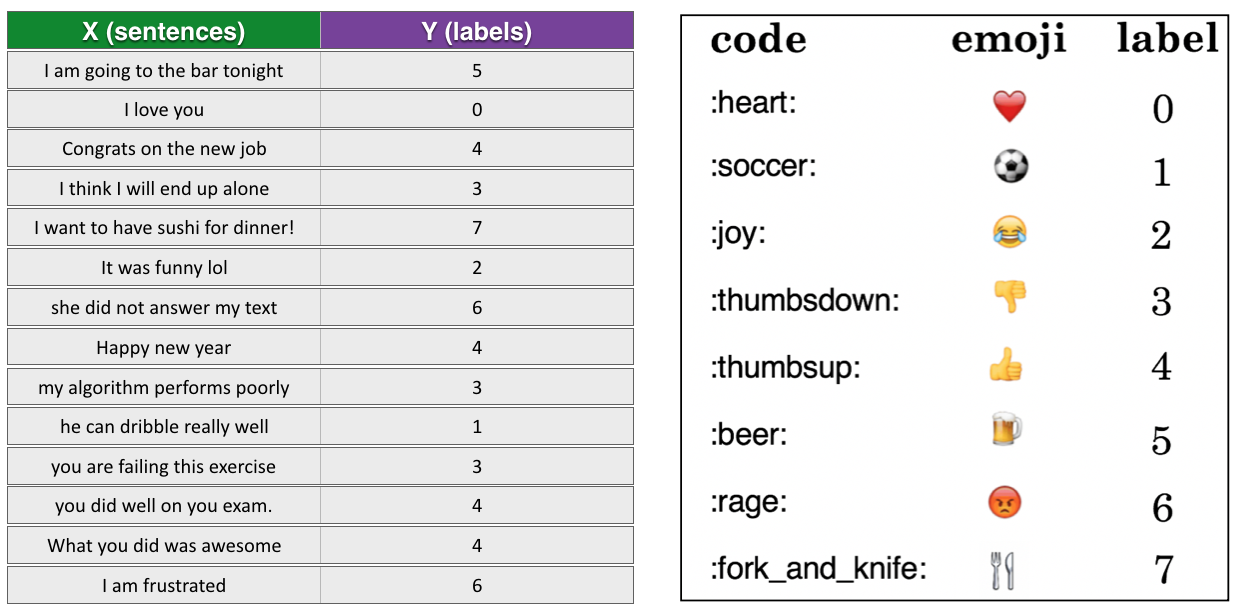 X (sentences) Y (labels)
I am going to the bar tonight 5
I love you 0
Congrats on the new job 4
I think I will end up alone 3
I want to have sushi for dinner! 7
It was funny lol 2
she did not answer my text 6
Happy new year 4
my algorithm performs poorly 3
he can dribble really well 1
you are failing this exercise 3
you did well on you exam. 4
What you did was awesome 4
I am frustrated 6
code emoji label
:heart: ❤️ 0
:soccer: ⚽ 1
:joy: 😂 2
:thumbsdown: 👎 3
:thumbsup: 👍 4
:beer: 🍺 5
:rage: 😡 6
:fork_and_knife: 🍴 7